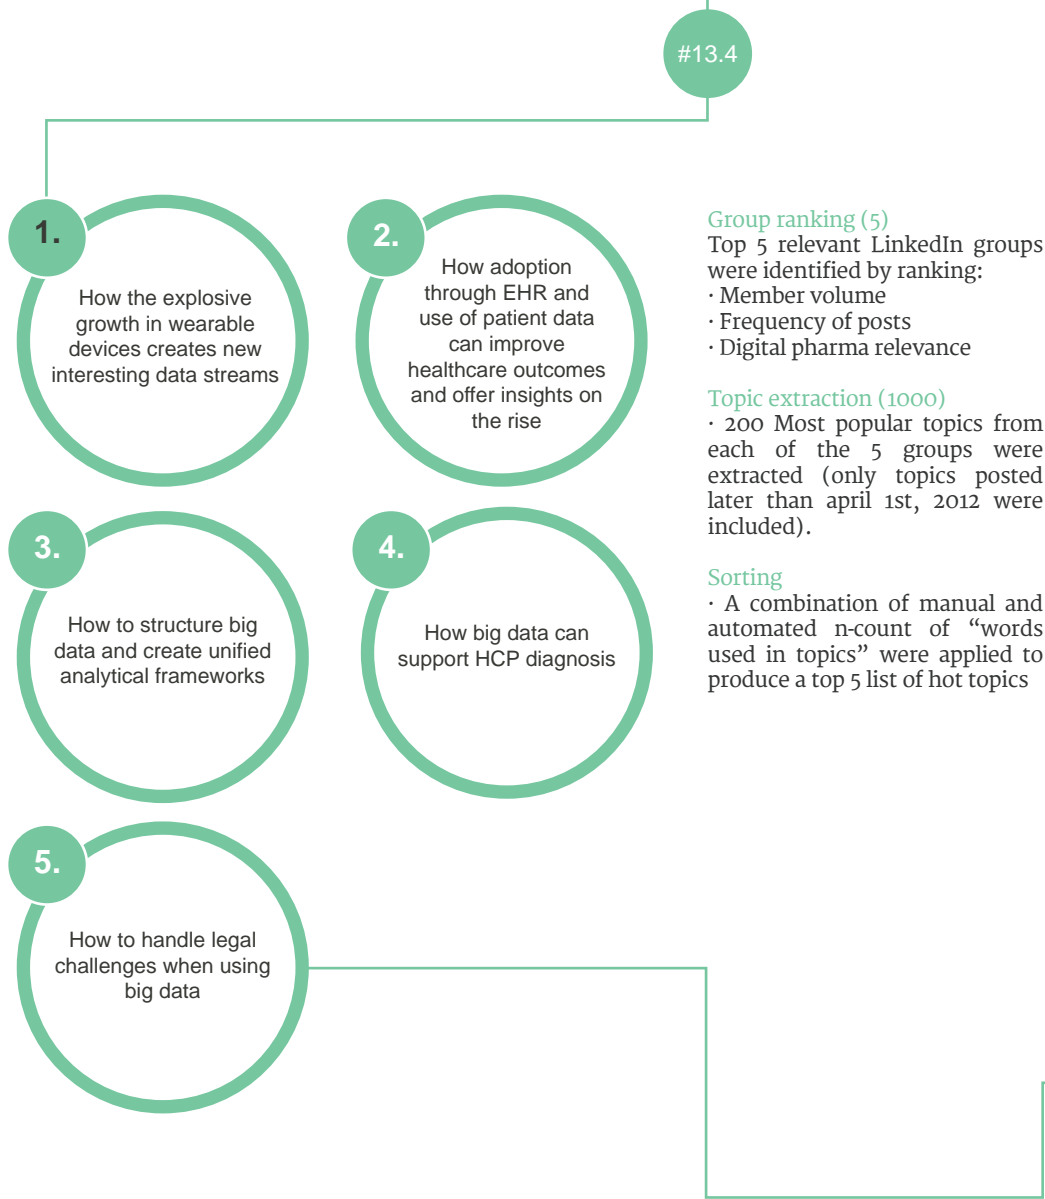 #13.4
1.
How the explosive
growth in wearable
devices creates new
interesting data streams
2.
How adoption
through EHR and
use of patient data
can improve
healthcare outcomes
and offer insights on
the rise
3.
How to structure big
data and create unified
analytical frameworks
4.
How big data can
support HCP diagnosis
5.
How to handle legal
challenges when using
big data
Group ranking (5)
Top 5 relevant LinkedIn groups
were identified by ranking:
· Member volume
· Frequency of posts
· Digital pharma relevance
Topic extraction (1000)
· 200 Most popular topics from
each of the 5 groups were
extracted (only topics posted
later than april 1st, 2012 were
included).
Sorting
· A combination of manual and
automated n-count of “words
used in topics” were applied to
produce a top 5 list of hot topics